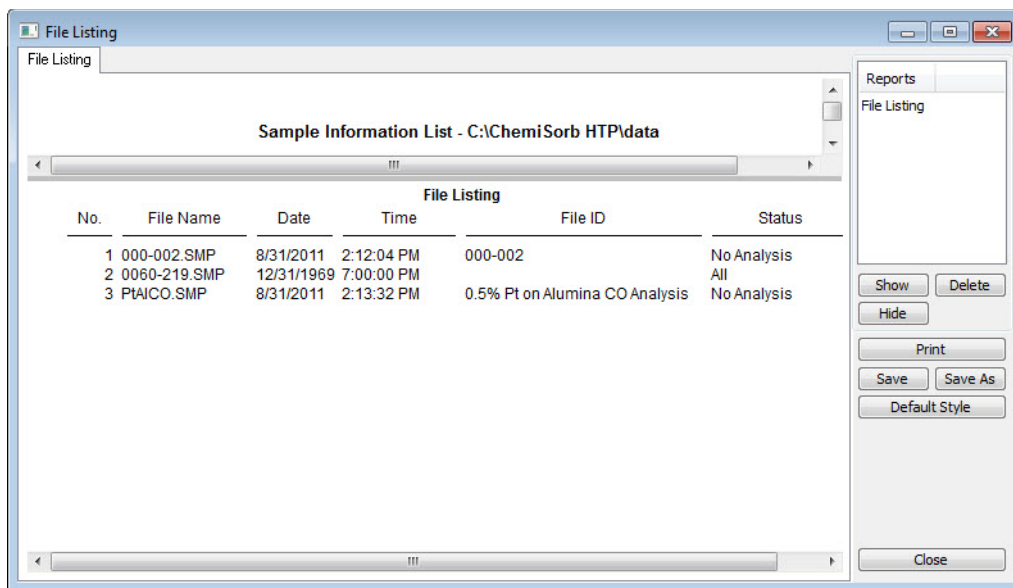 File Listing
File Listing
Sample Information List - C:\ChemiSorb HTP\data
File Listing
No. File Name Date Time File ID Status
1 000-002.SMP 8/31/2011 2:12:04 PM 000-002 No Analysis
2 0060-219.SMP 12/31/1969 7:00:00 PM All
3 PtAlCO.SMP 8/31/2011 2:13:32 PM 0.5% Pt on Alumina CO Analysis No Analysis
Reports
File Listing
Show Delete
Hide
Print
Save Save As
Default Style
Close